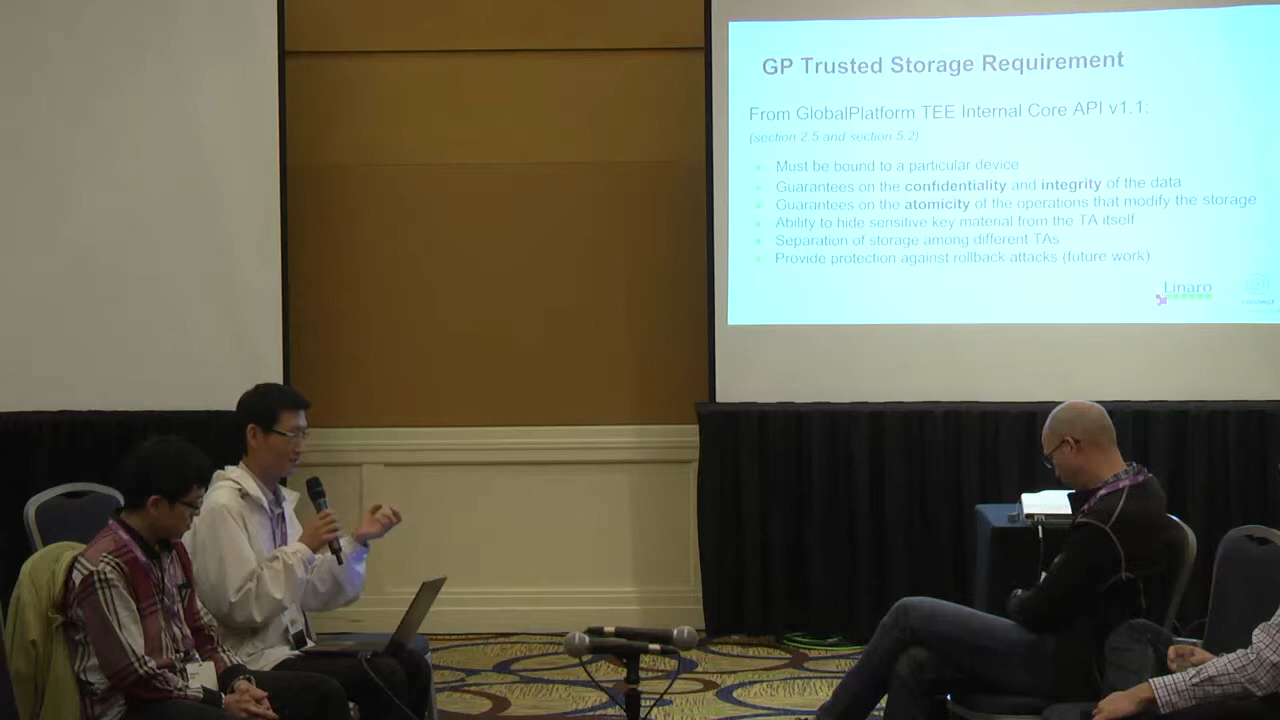 GP Trusted Storage Requirement
From GlobalPlatform TEE Internal Core API v1.1:
(section 2.5 and section 5.2)
Must be bound to a particular device
Guarantees on the confidentiality and integrity of the data
Guarantees on the atomicity of the operations that modify the storage
Ability to hide sensitive key material from the TA itself
Separation of storage among different TAs
Provide protection against rollback attacks (future work)
Linaro
connect